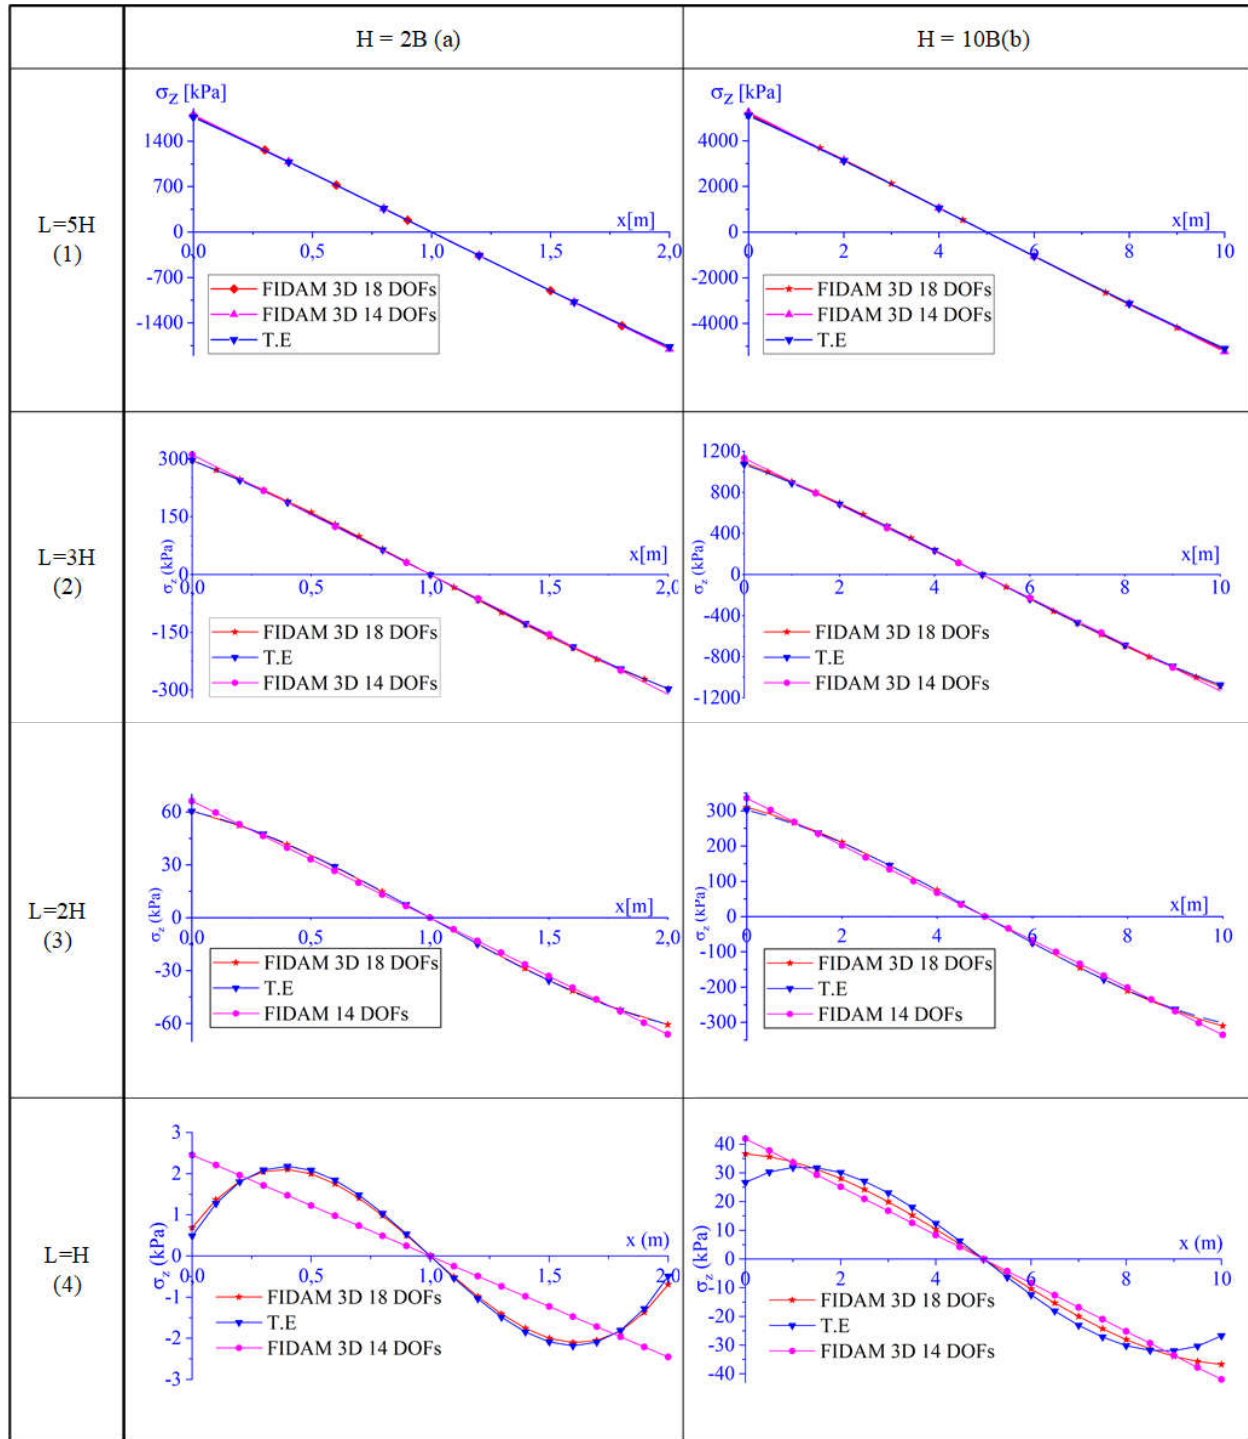 H = 2B (a)
H = 10B(b)
L=5H
(1)
σZ [kPa]
1400
700
0
-700
-1400
0,0
0,5
1,0
1,5
2,0
x[m]
FIDAM 3D 18 DOFs
FIDAM 3D 14 DOFs
T.E
σZ [kPa]
4000
2000
0
-2000
-4000
0
2
4
6
8
10
x[m]
FIDAM 3D 18 DOFs
FIDAM 3D 14 DOFs
T.E
L=3H
(2)
σz (kPa)
300
150
0
-150
-300
0,0
0,5
1,0
1,5
2,0
x[m]
FIDAM 3D 18 DOFs
T.E
FIDAM 3D 14 DOFs
σz (kPa)
1200
800
400
0
-400
-800
-1200
0
2
4
6
8
10
x[m]
FIDAM 3D 18 DOFs
T.E
FIDAM 3D 14 DOFs
L=2H
(3)
σz (kPa)
60
30
0
-30
-60
0,0
0,5
1,0
1,5
2,0
x[m]
FIDAM 3D 18 DOFs
T.E
FIDAM 14 DOFs
σz (kPa)
300
200
100
0
-100
-200
-300
0
2
4
6
8
10
x[m]
FIDAM 3D 18 DOFs
T.E
FIDAM 14 DOFs
L=H
(4)
σz (kPa)
3
2
1
0
-1
-2
-3
0,0
0,5
1,0
1,5
2,0
x (m)
FIDAM 3D 18 DOFs
T.E
FIDAM 3D 14 DOFs
σz (kPa)
40
30
20
10
0
-10
-20
-30
-40
0
2
4
6
8
10
x (m)
FIDAM 3D 18 DOFs
T.E
FIDAM 3D 14 DOFs